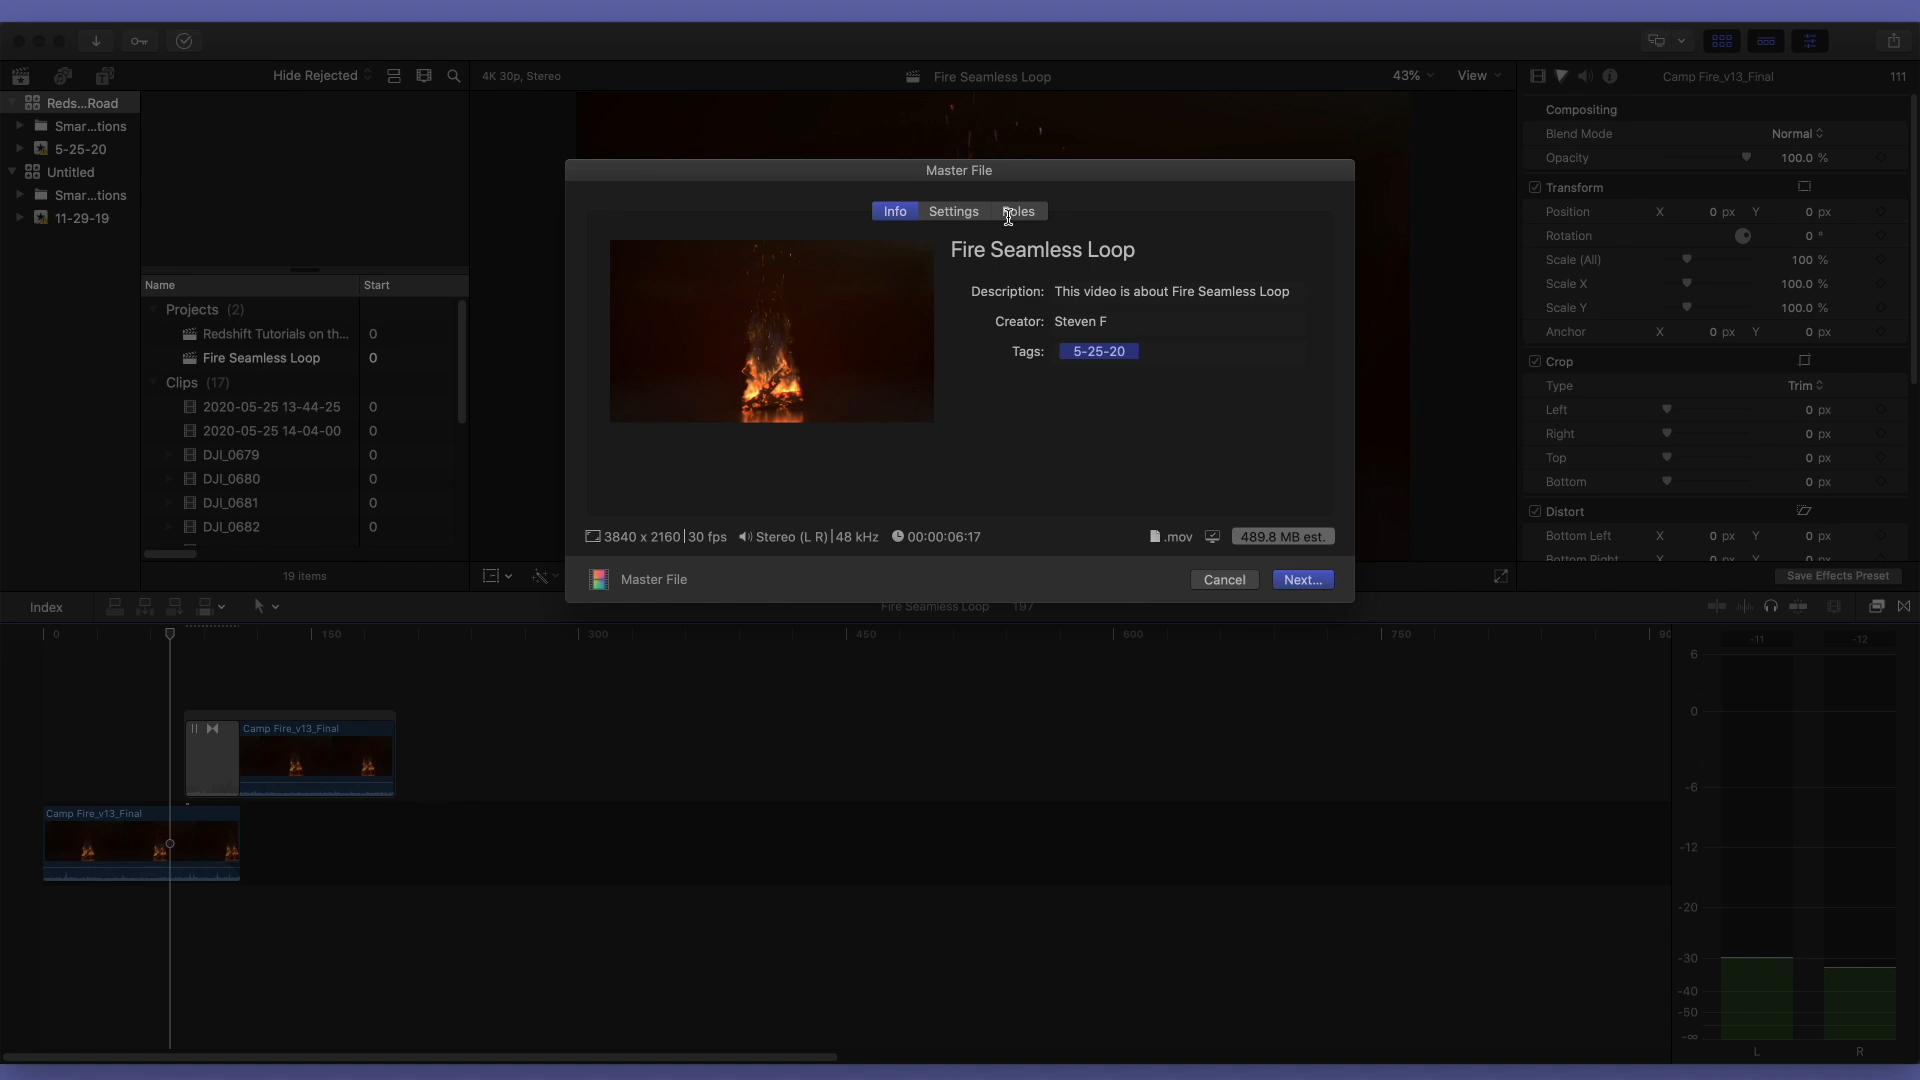 Hide Rejected
4K 30p, Stereo
Fire Seamless Loop
43%
View
Camp Fire_v13_Final
111
Reds...Road
Smar...tions
5-25-20
Untitled
Smar...tions
11-29-19
Name
Start
Projects (2)
Redshift Tutorials on th...
0
Fire Seamless Loop
0
Clips (17)
2020-05-25 13-44-25
0
2020-05-25 14-04-00
0
DJI_0679
0
DJI_0680
0
DJI_0681
0
DJI_0682
0
19 items
Master File
Info
Settings
Roles
Fire Seamless Loop
Description: This video is about Fire Seamless Loop
Creator: Steven F
Tags: 5-25-20
3840 x 2160 | 30 fps
Stereo (L R) | 48 kHz
00:00:06:17
.mov
489.8 MB est.
Master File
Cancel
Next...
Compositing
Blend Mode
Normal
Opacity
100.0 %
Transform
Position X 0 px Y 0 px
Rotation 0 °
Scale (All) 100 %
Scale X 100.0 %
Scale Y 100.0 %
Anchor X 0 px Y 0 px
Crop
Type Trim
Left 0 px
Right 0 px
Top 0 px
Bottom 0 px
Distort
Bottom Left X 0 px Y 0 px
Bottom Right X 0 px Y 0 px
Save Effects Preset
Index
Fire Seamless Loop 197
0
150
300
450
600
750
90
Camp Fire_v13_Final
Camp Fire_v13_Final
-11
-12
6
0
-6
-12
-20
-30
-40
-50
-∞
L
R